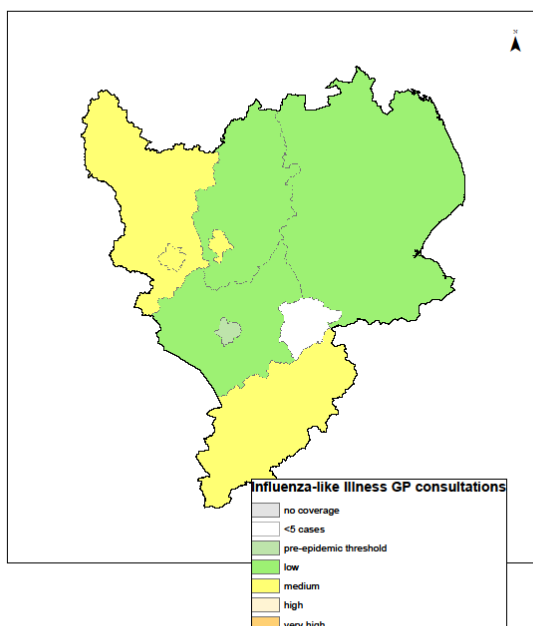 N
Influenza-like Illness GP consultations
no coverage
<5 cases
pre-epidemic threshold
low
medium
high
very high